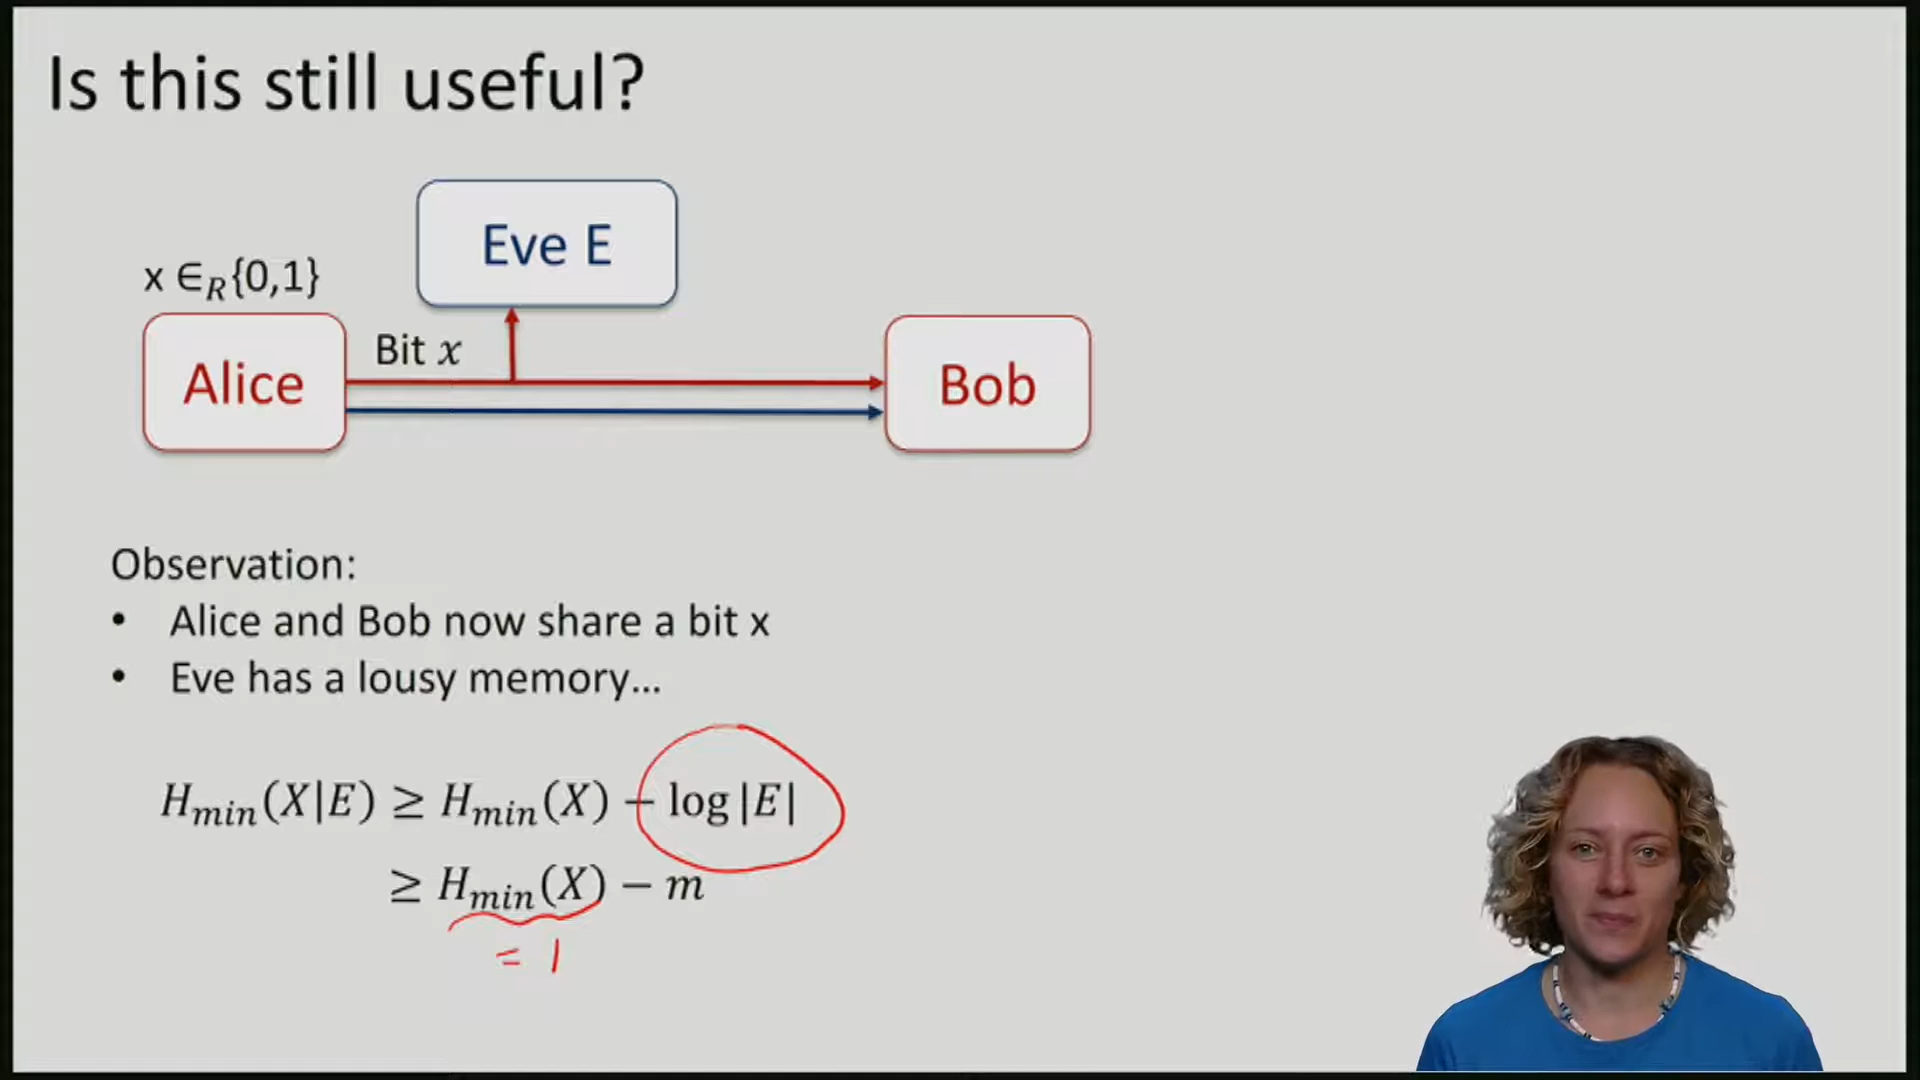 Is this still useful?
Eve E
x ∈_R{0,1}
Bit x
Alice
Bob
Observation:
• Alice and Bob now share a bit x
• Eve has a lousy memory...
H_min(X|E) ≥ H_min(X) − log|E|
≥ H_min(X) − m
= 1